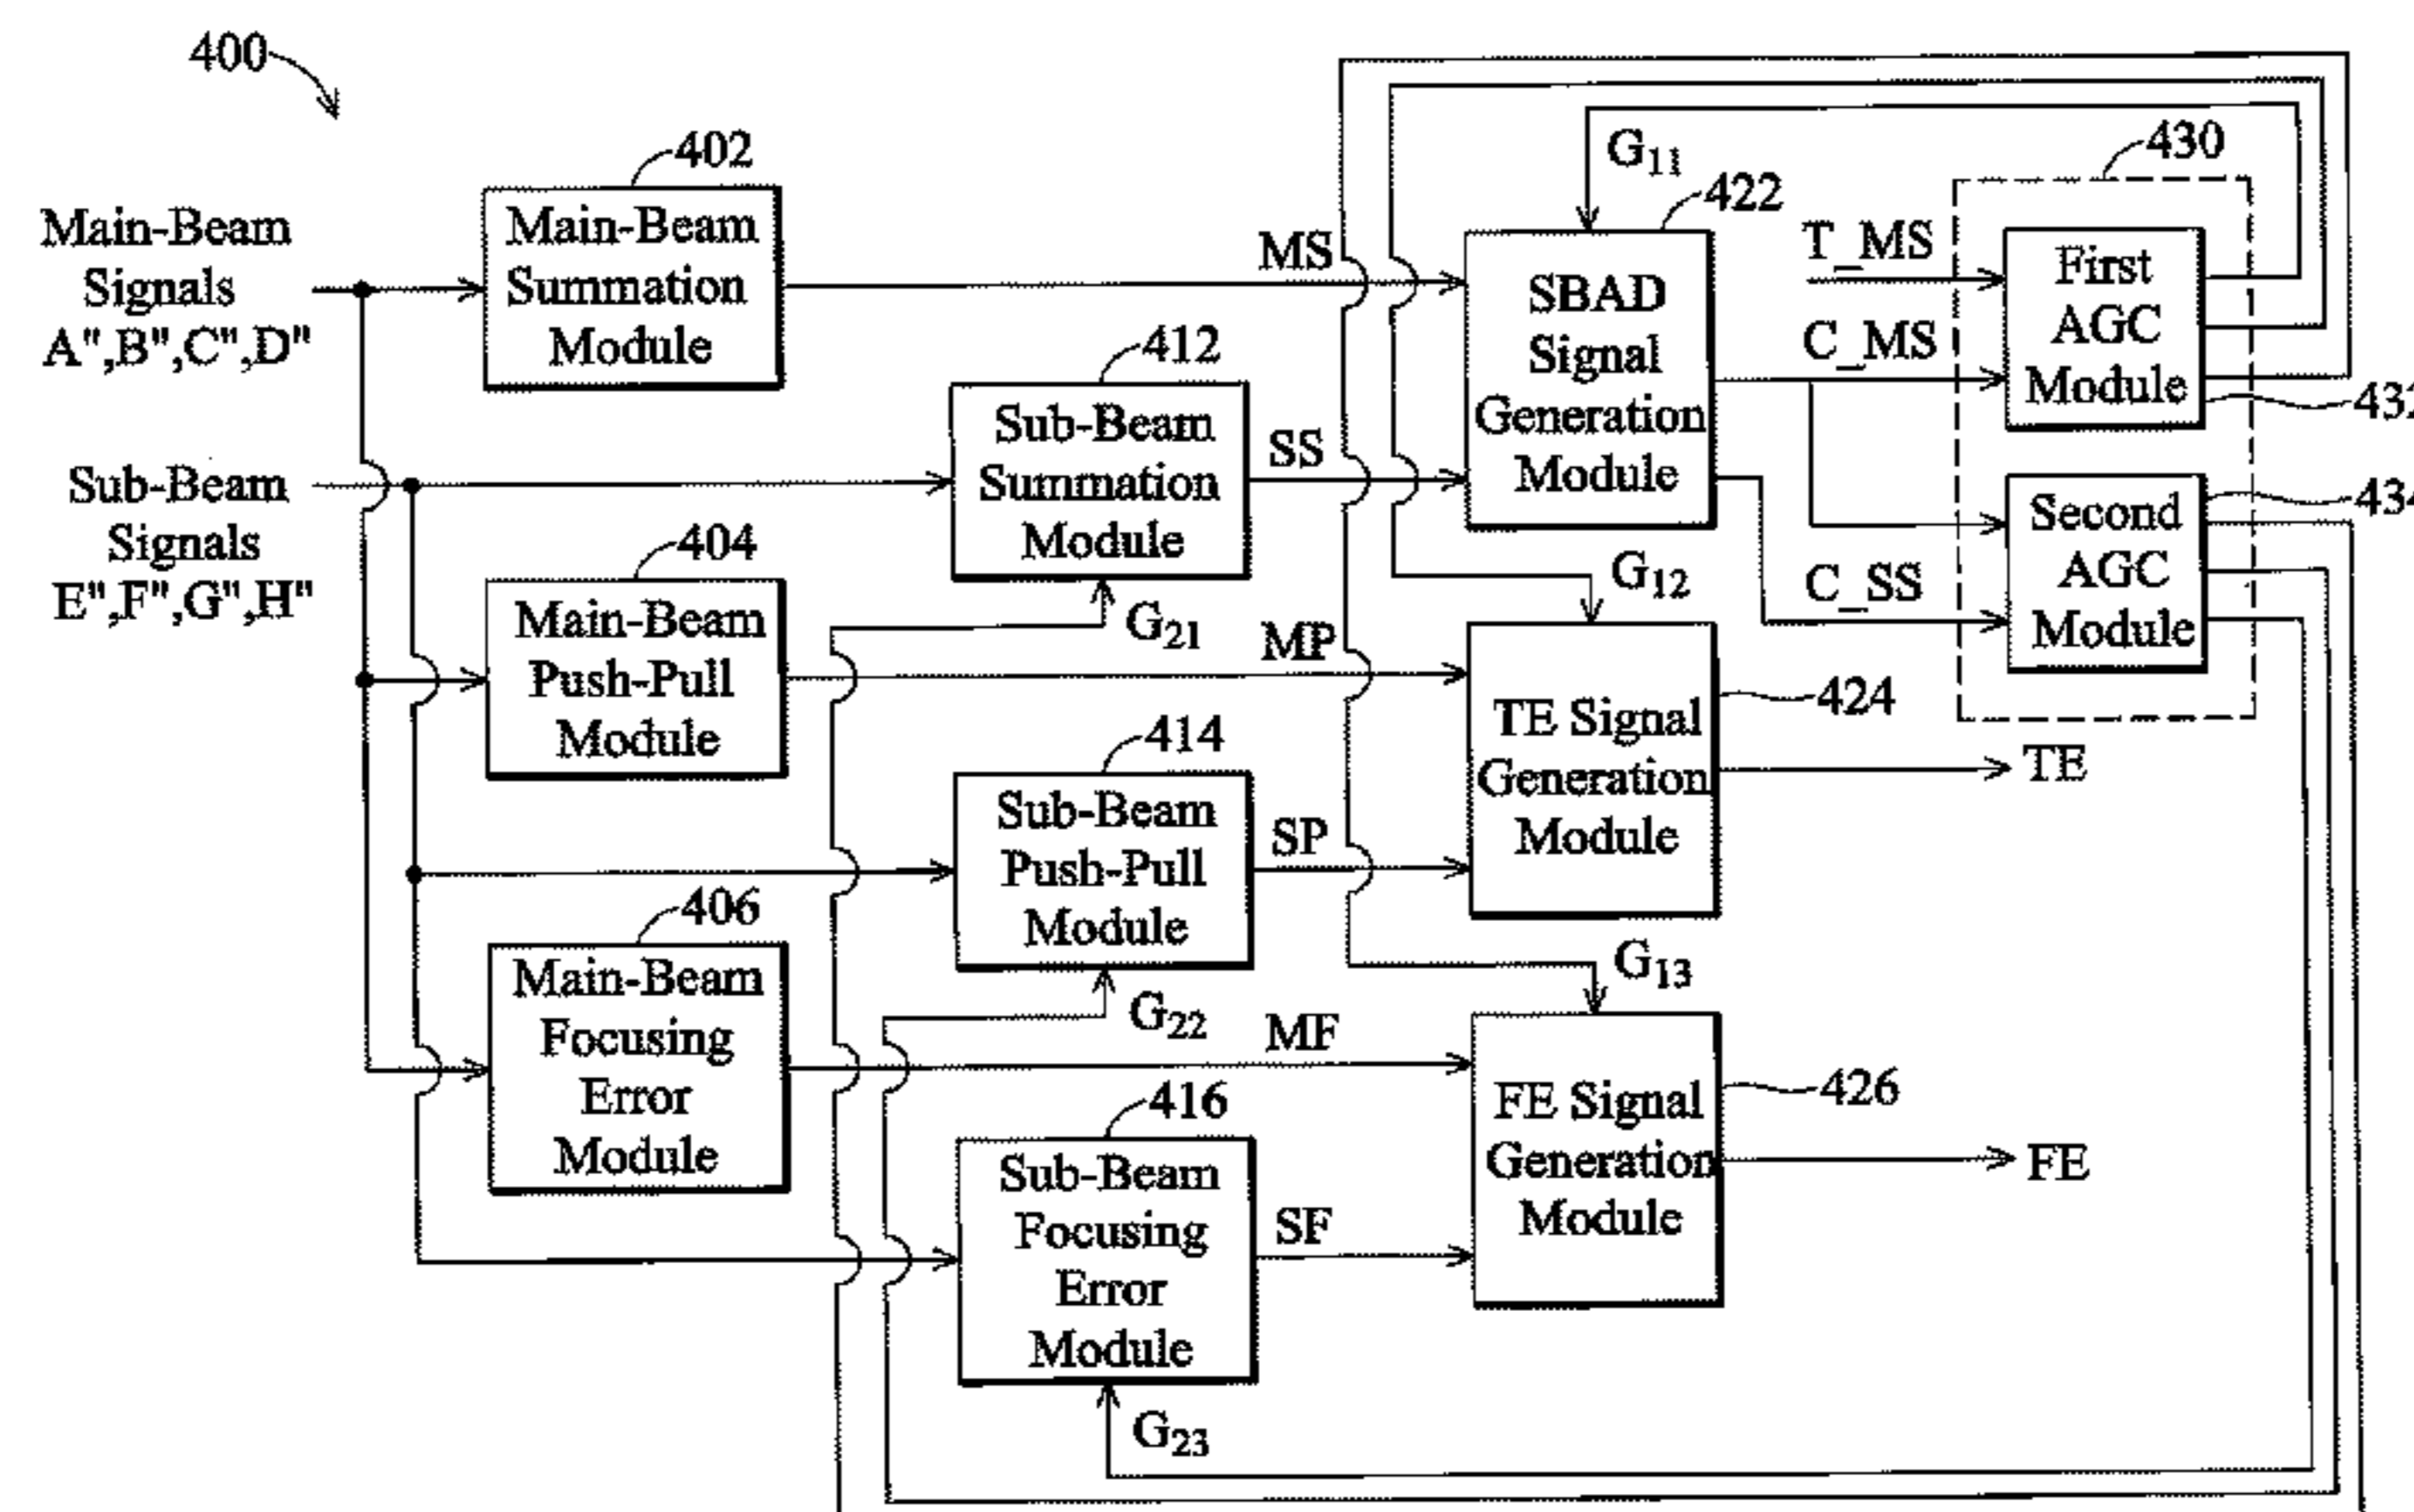 400
402
Main-Beam
Signals
A",B",C",D"
Main-Beam
Summation
Module
MS
G11
422
SBAD
Signal
Generation
Module
T_MS
C_MS
C_SS
430
First
AGC
Module
432
Second
AGC
Module
434
412
Sub-Beam
Summation
Module
SS
G21
Sub-Beam
Signals
E",F",G",H"
404
Main-Beam
Push-Pull
Module
MP
G12
TE Signal
Generation
Module
424
TE
414
Sub-Beam
Push-Pull
Module
SP
G22
406
Main-Beam
Focusing
Error
Module
MF
G13
FE Signal
Generation
Module
426
FE
416
Sub-Beam
Focusing
Error
Module
SF
G23